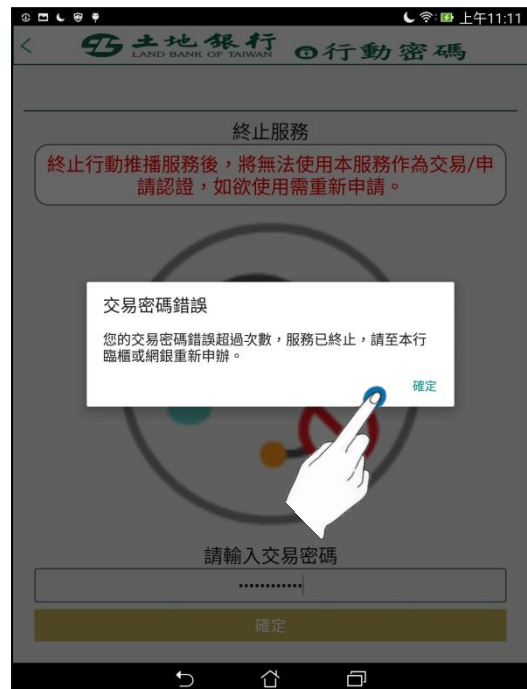 上午11:11
土地銀行
LAND BANK OF TAIWAN
行動密碼
終止服務
終止行動推播服務後，將無法使用本服務作為交易/申
請認證，如欲使用需重新申請。
交易密碼錯誤
您的交易密碼錯誤超過次數，服務已終止，請至本行
臨櫃或網銀重新申辦。
確定
請輸入交易密碼
••••••••••••
確定